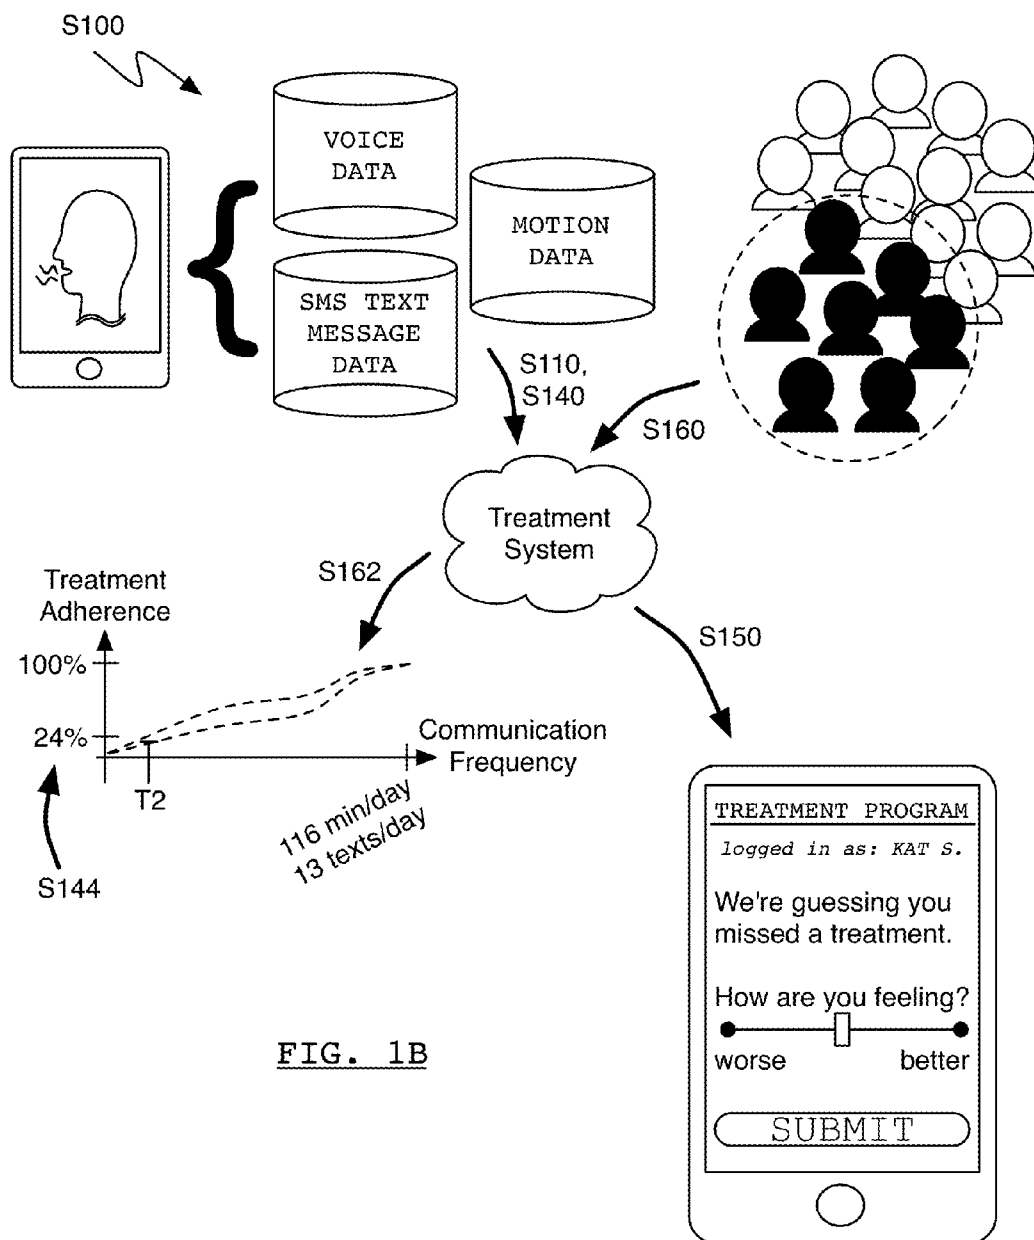 S100
VOICE
DATA
MOTION
DATA
SMS TEXT
MESSAGE
DATA
S110,
S140
S160
Treatment
System
S162
S150
Treatment
Adherence
100%
24%
T2
Communication
Frequency
116 min/day
13 texts/day
S144
TREATMENT PROGRAM
logged in as: KAT S.
We're guessing you
missed a treatment.
How are you feeling?
worse better
SUBMIT
FIG. 1B